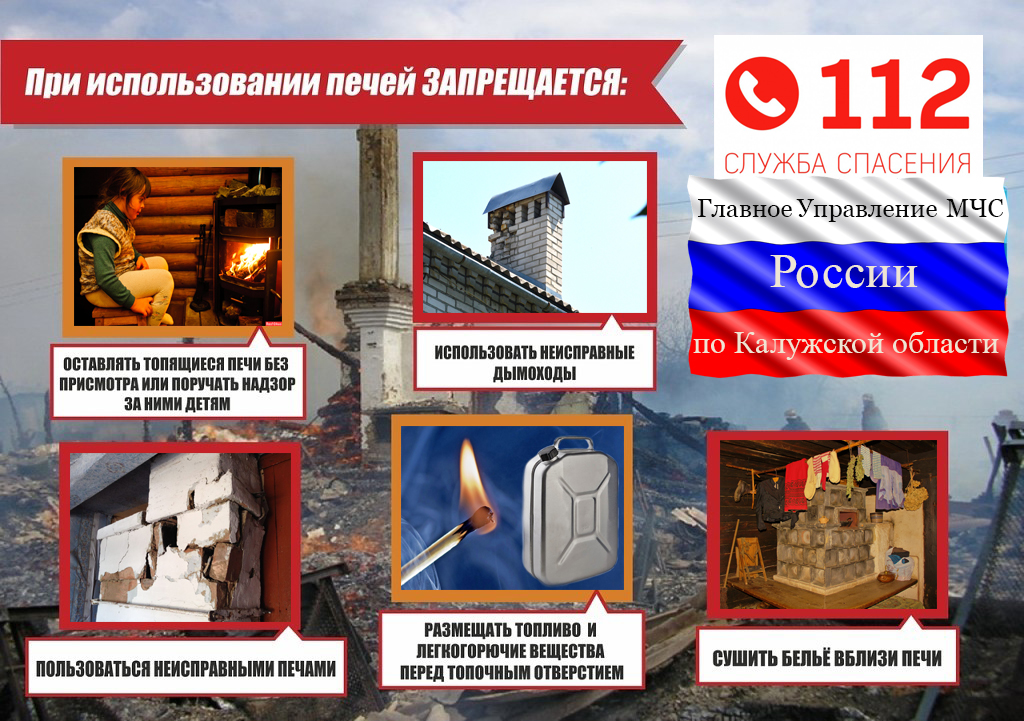 При использовании печей ЗАПРЕЩАЕТСЯ:
112
СЛУЖБА СПАСЕНИЯ
Главное Управление МЧС
России
по Калужской области
ОСТАВЛЯТЬ ТОПЯЩИЕСЯ ПЕЧИ БЕЗ
ПРИСМОТРА ИЛИ ПОРУЧАТЬ НАДЗОР
ЗА НИМИ ДЕТЯМ
ИСПОЛЬЗОВАТЬ НЕИСПРАВНЫЕ
ДЫМОХОДЫ
ПОЛЬЗОВАТЬСЯ НЕИСПРАВНЫМИ ПЕЧАМИ
РАЗМЕЩАТЬ ТОПЛИВО И
ЛЕГКОГОРЮЧИЕ ВЕЩЕСТВА
ПЕРЕД ТОПОЧНЫМ ОТВЕРСТИЕМ
СУШИТЬ БЕЛЬЁ ВБЛИЗИ ПЕЧИ